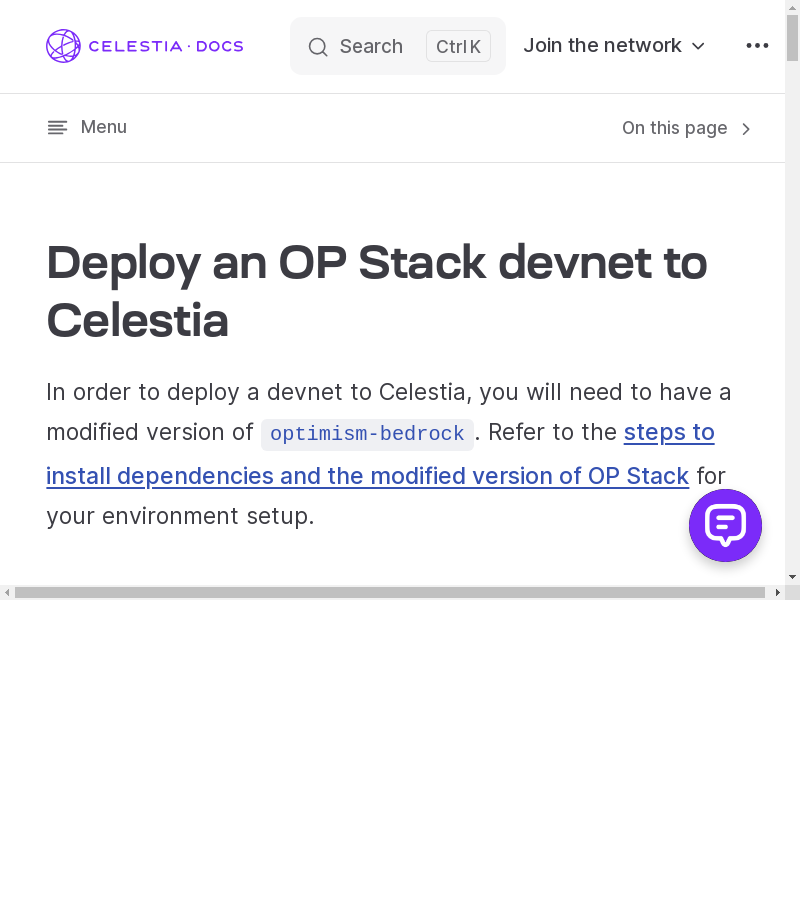 CELESTIA · DOCS
Search
Ctrl K
Join the network
Menu
On this page
Deploy an OP Stack devnet to
Celestia
In order to deploy a devnet to Celestia, you will need to have a
modified version of optimism-bedrock. Refer to the steps to
install dependencies and the modified version of OP Stack for
your environment setup.